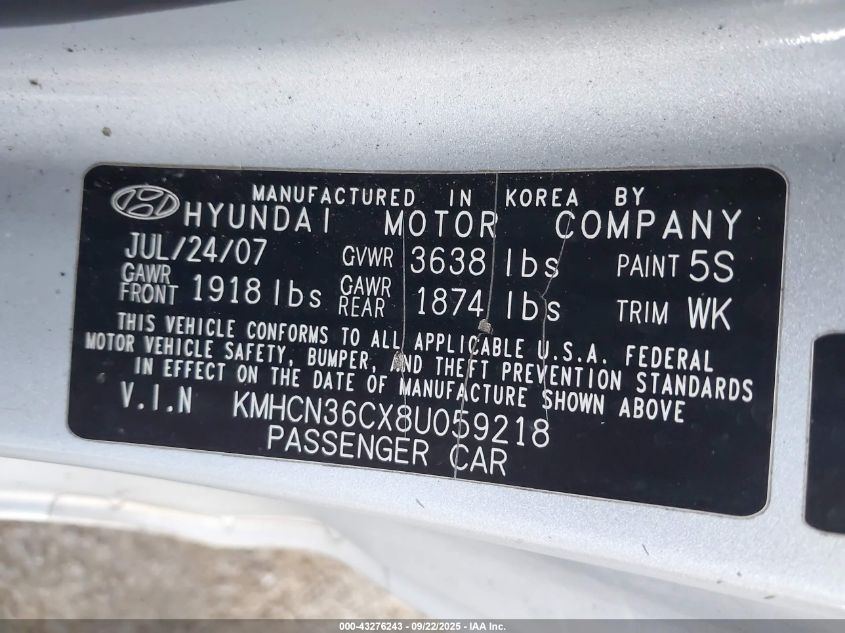 MANUFACTURED IN KOREA BY
HYUNDAI MOTOR COMPANY
JUL/24/07 GVWR 3638 lbs PAINT 5S
GAWR FRONT 1918 lbs GAWR REAR 1874 lbs TRIM WK
THIS VEHICLE CONFORMS TO ALL APPLICABLE U.S.A. FEDERAL
MOTOR VEHICLE SAFETY, BUMPER, AND THEFT PREVENTION STANDARDS
IN EFFECT ON THE DATE OF MANUFACTURE SHOWN ABOVE
V.I.N KMHCN36CX8U059218
PASSENGER CAR
000-43276243 - 09/22/2025 - IAA Inc.